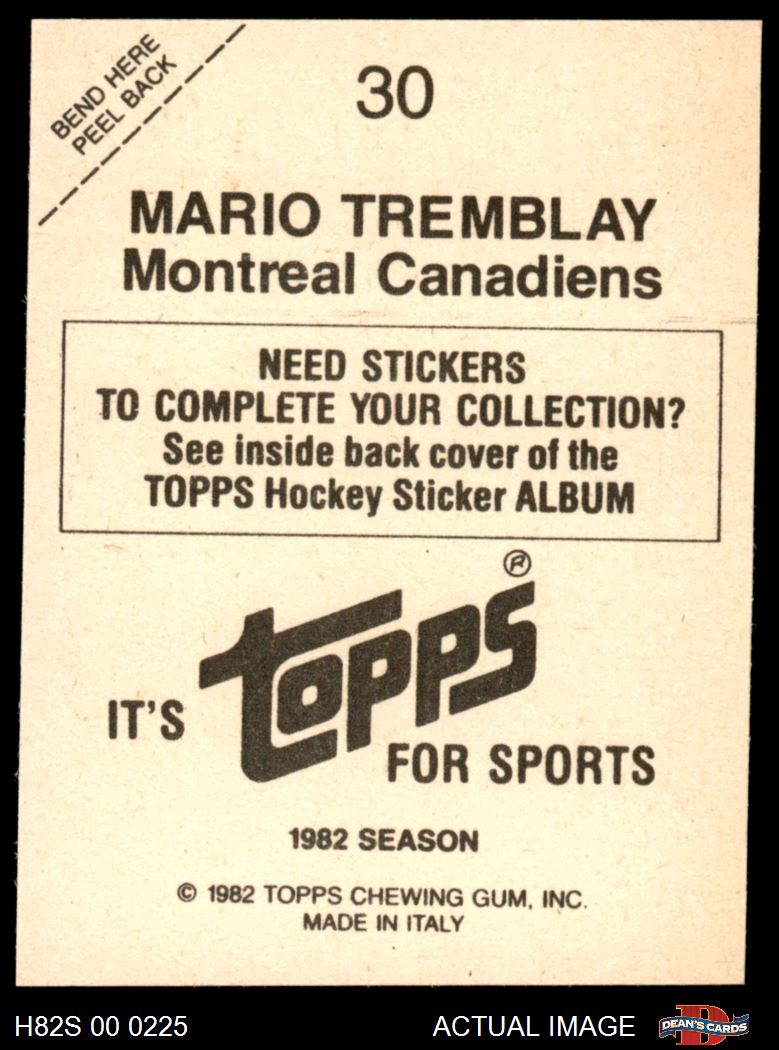 BEND HERE
PEEL BACK
30
MARIO TREMBLAY
Montreal Canadiens
NEED STICKERS
TO COMPLETE YOUR COLLECTION?
See inside back cover of the
TOPPS Hockey Sticker ALBUM
®
IT'S topps FOR SPORTS
1982 SEASON
© 1982 TOPPS CHEWING GUM, INC.
MADE IN ITALY
H82S 00 0225
ACTUAL IMAGE
D
DEAN'S CARDS